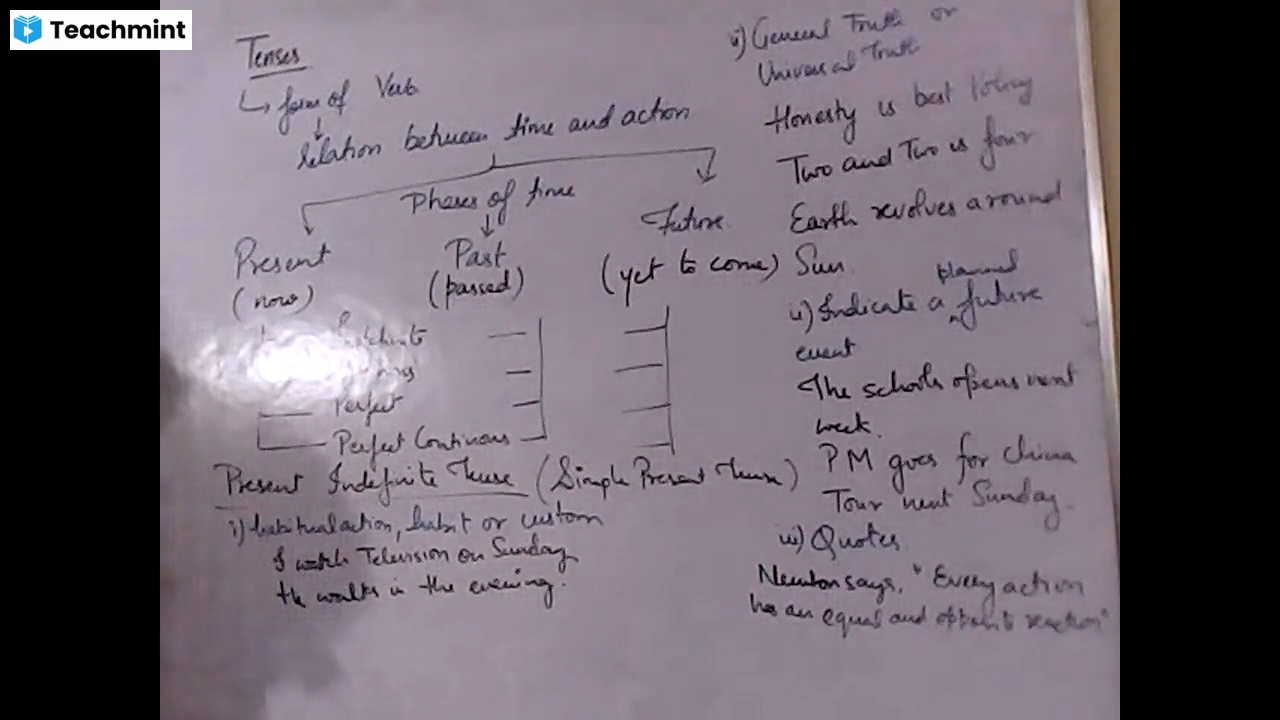 Teachmint
Tenses
↳ form of Verb
↓
relation between time and action
Phases of time
Present
(now)
Past
(passed)
Future
(yet to come)
Perfect
Perfect Continous
Present Indefinite Tense (Simple Present Tense)
i) habitual action, habit or custom
I watch Television on Sunday
He walks in the evening.
ii) General Truth or
Universal Truth
Honesty is best Policy
Two and Two is four
Earth revolves around
Sun.
planned
ii) Indicate a ^ future
event
The schools opens next
week.
PM goes for China
Tour next Sunday.
iii) Quotes
Newton says, "Every action
has an equal and opposite reaction"